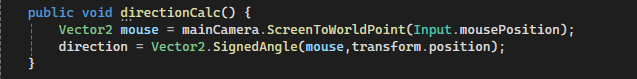 public void directionCalc() {
Vector2 mouse = mainCamera.ScreenToWorldPoint(Input.mousePosition);
direction = Vector2.SignedAngle(mouse,transform.position);
}